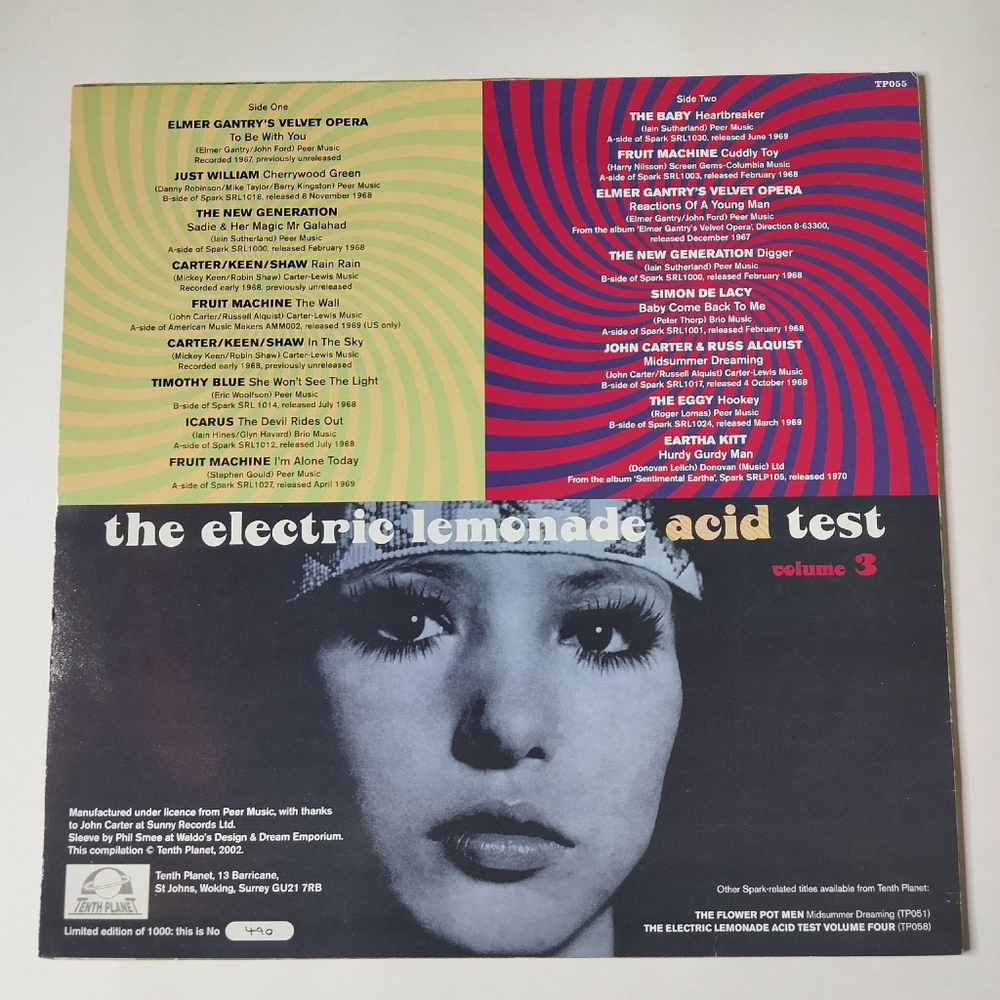 TP055
Side One
ELMER GANTRY'S VELVET OPERA
To Be With You
(Elmer Gantry/John Ford) Peer Music
Recorded 1967, previously unreleased
JUST WILLIAM Cherrywood Green
(Danny Robinson/Mike Taylor/Barry Kingston) Peer Music
B-side of Spark SRL1018, released 8 November 1968
THE NEW GENERATION
Sadie & Her Magic Mr Galahad
(Iain Sutherland) Peer Music
A-side of Spark SRL1000, released February 1968
CARTER/KEEN/SHAW Rain Rain
(Mickey Keen/Robin Shaw) Carter-Lewis Music
Recorded early 1968, previously unreleased
FRUIT MACHINE The Wall
(John Carter/Russell Alquist) Carter-Lewis Music
A-side of American Music Makers AMM002, released 1969 (US only)
CARTER/KEEN/SHAW In The Sky
(Mickey Keen/Robin Shaw) Carter-Lewis Music
Recorded early 1968, previously unreleased
TIMOTHY BLUE She Won't See The Light
(Eric Woolfson) Peer Music
B-side of Spark SRL 1014, released July 1968
ICARUS The Devil Rides Out
(Iain Hines/Glyn Havard) Brio Music
A-side of Spark SRL1012, released July 1968
FRUIT MACHINE I'm Alone Today
(Stephen Gould) Peer Music
A-side of Spark SRL1027, released April 1969
Side Two
THE BABY Heartbreaker
(Iain Sutherland) Peer Music
A-side of Spark SRL1030, released June 1969
FRUIT MACHINE Cuddly Toy
(Harry Nilsson) Screen Gems-Columbia Music
A-side of Spark SRL1003, released February 1968
ELMER GANTRY'S VELVET OPERA
Reactions Of A Young Man
(Elmer Gantry/John Ford) Peer Music
From the album 'Elmer Gantry's Velvet Opera', Direction 8-63300,
released December 1967
THE NEW GENERATION Digger
(Iain Sutherland) Peer Music
B-side of Spark SRL1000, released February 1968
SIMON DE LACY
Baby Come Back To Me
(Peter Thorp) Brio Music
A-side of Spark SRL1001, released February 1968
JOHN CARTER & RUSS ALQUIST
Midsummer Dreaming
(John Carter/Russell Alquist) Carter-Lewis Music
B-side of Spark SRL1017, released 4 October 1968
THE EGGY Hookey
(Roger Lomas) Peer Music
B-side of Spark SRL1024, released March 1969
EARTHA KITT
Hurdy Gurdy Man
(Donovan Leitch) Donovan (Music) Ltd
From the album 'Sentimental Eartha', Spark SRLP105, released 1970
the electric lemonade acid test
volume 3
Manufactured under licence from Peer Music, with thanks
to John Carter at Sunny Records Ltd.
Sleeve by Phil Smee at Waldo's Design & Dream Emporium.
This compilation © Tenth Planet, 2002.
TENTH PLANET
Tenth Planet, 13 Barricane,
St Johns, Woking, Surrey GU21 7RB
Limited edition of 1000: this is No 490
Other Spark-related titles available from Tenth Planet:
THE FLOWER POT MEN Midsummer Dreaming (TP051)
THE ELECTRIC LEMONADE ACID TEST VOLUME FOUR (TP058)